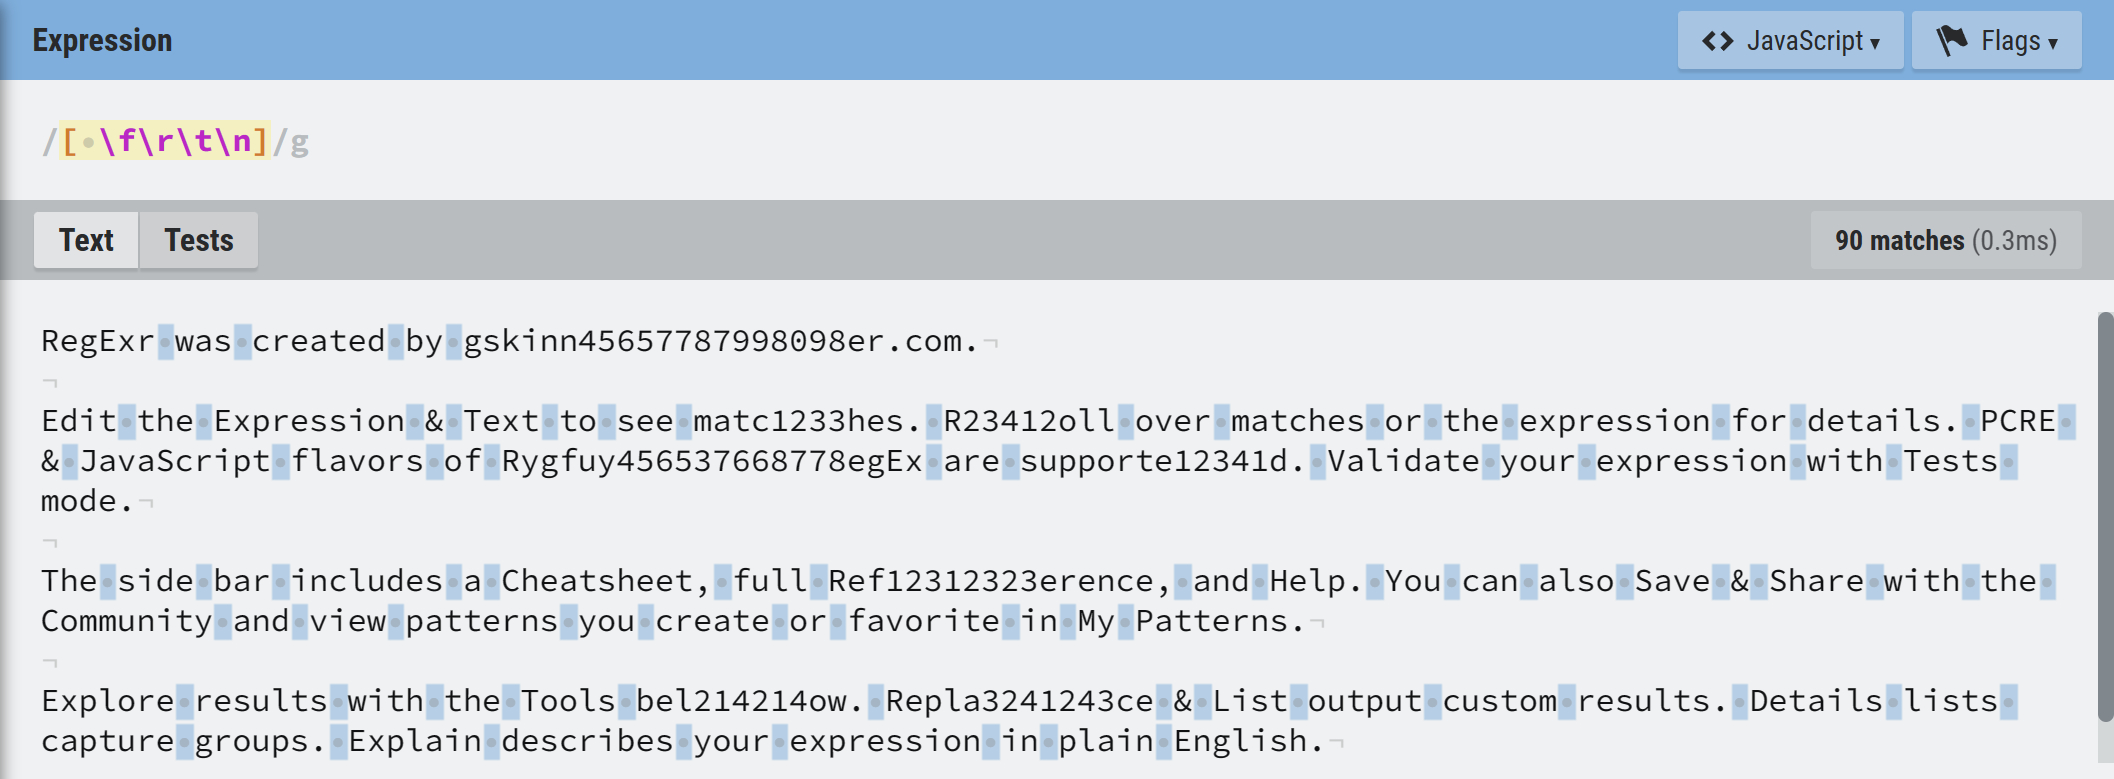 Expression
<> JavaScript ▾ Flags ▾
/[ \f\r\t\n]/g
Text Tests
90 matches (0.3ms)
RegExr was created by gskinn45657787998098er.com.
Edit the Expression & Text to see matc1233hes. R23412oll over matches or the expression for details. PCRE
& JavaScript flavors of Rygfuy456537668778egEx are supporte12341d. Validate your expression with Tests
mode.
The side bar includes a Cheatsheet, full Ref12312323erence, and Help. You can also Save & Share with the
Community and view patterns you create or favorite in My Patterns.
Explore results with the Tools bel214214ow. Repla3241243ce & List output custom results. Details lists
capture groups. Explain describes your expression in plain English.